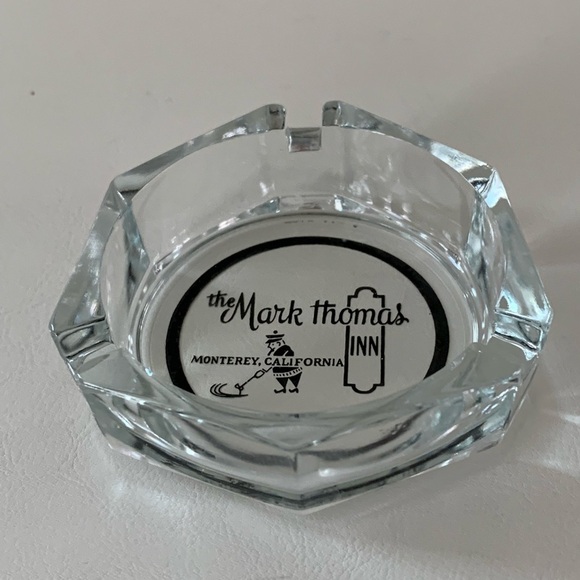 the Mark Thomas
INN
MONTEREY, CALIFORNIA